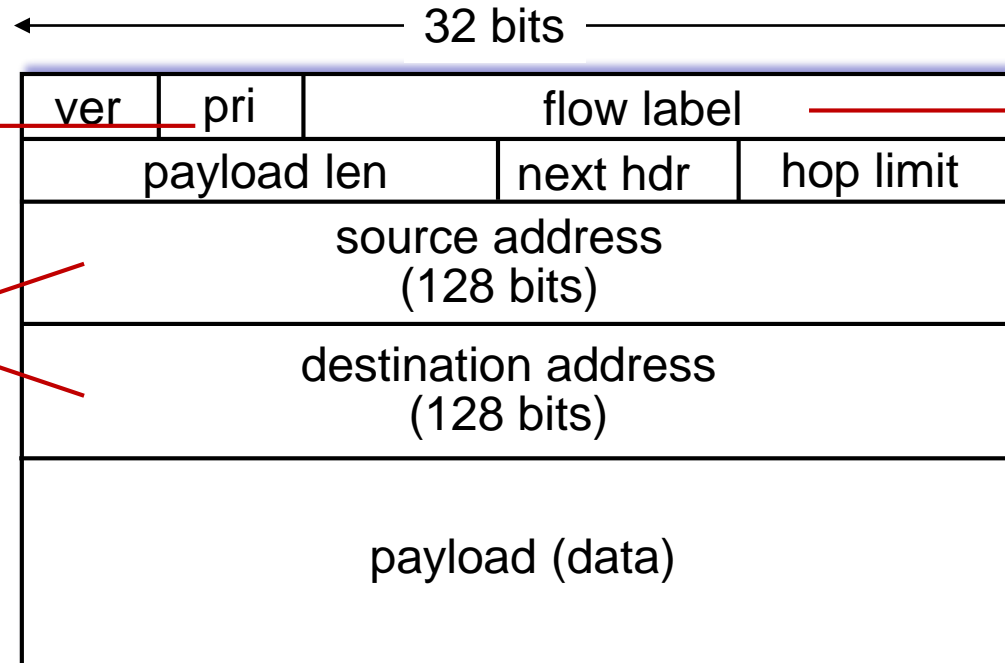 32 bits
ver pri flow label
payload len next hdr hop limit
source address
(128 bits)
destination address
(128 bits)
payload (data)